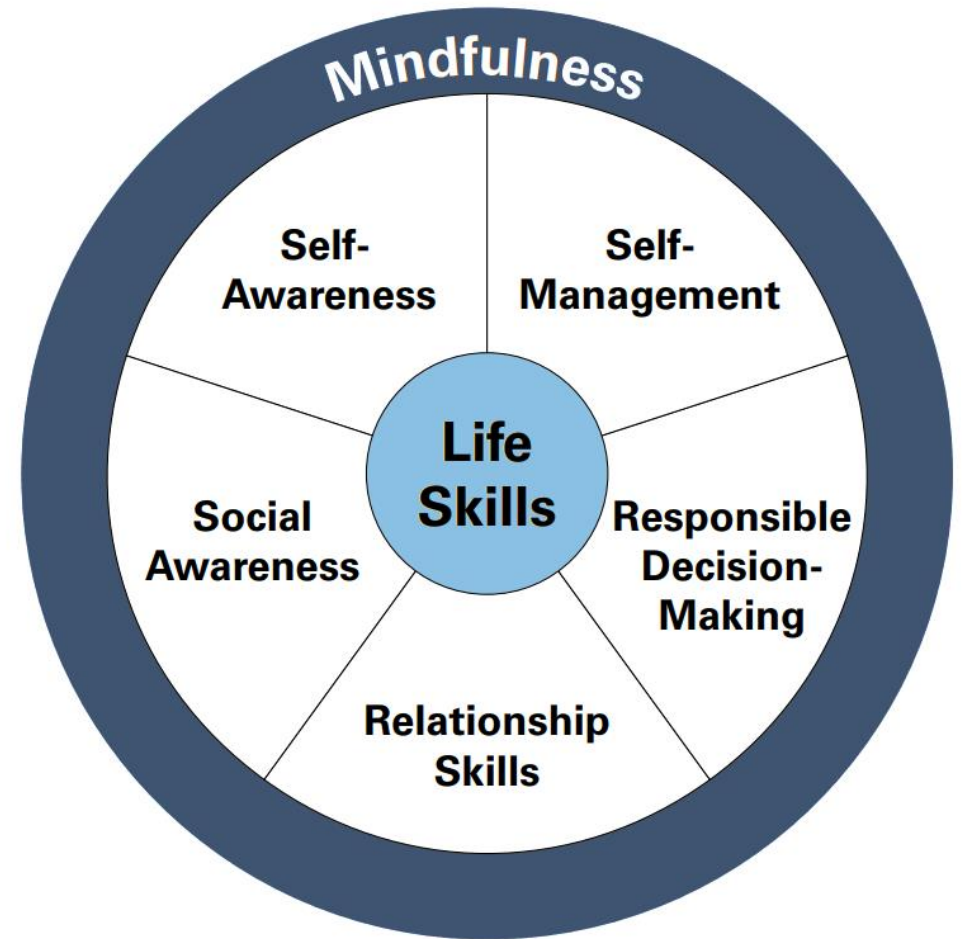 Mindfulness
Self-
Awareness
Self-
Management
Life
Skills
Social
Awareness
Responsible
Decision-
Making
Relationship
Skills